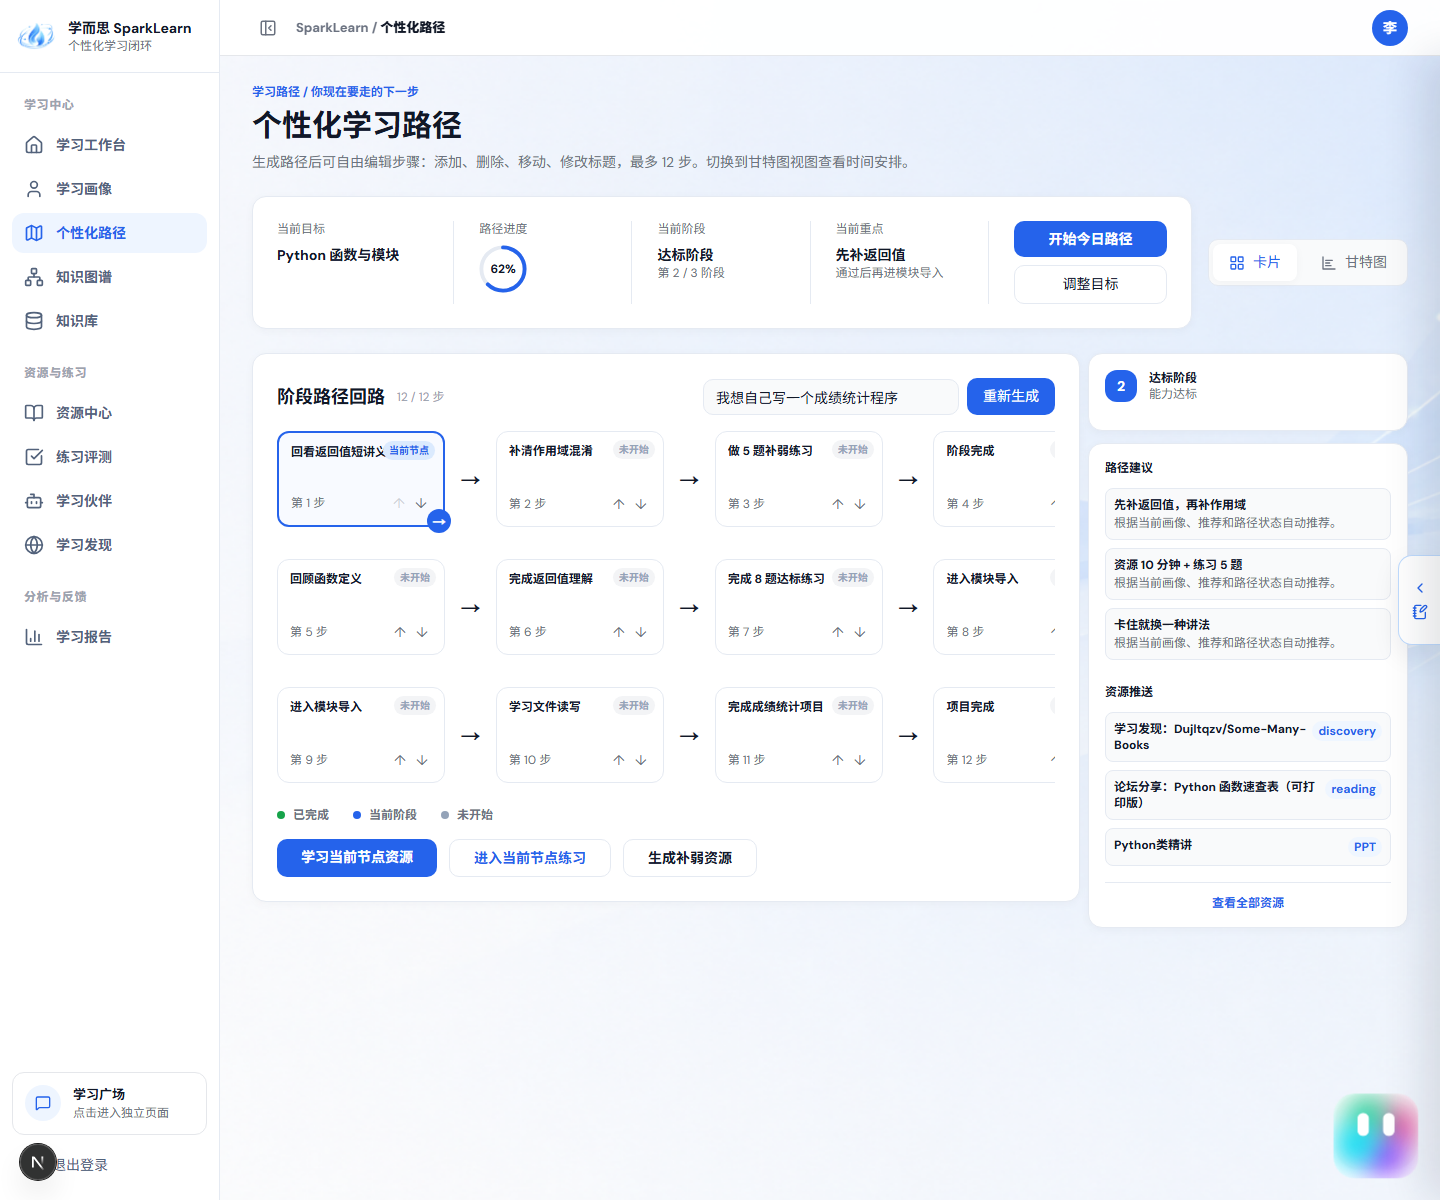 学而思 SparkLearn
个性化学习闭环
学习中心
学习工作台
学习画像
个性化路径
知识图谱
知识库
资源与练习
资源中心
练习评测
学习伙伴
学习发现
分析与反馈
学习报告
学习广场
点击进入独立页面
N
退出登录
SparkLearn / 个性化路径
李
学习路径 / 你现在要走的下一步
个性化学习路径
生成路径后可自由编辑步骤：添加、删除、移动、修改标题，最多 12 步。切换到甘特图视图查看时间安排。
当前目标
Python 函数与模块
路径进度
62%
当前阶段
达标阶段
第 2 / 3 阶段
当前重点
先补返回值
通过后再进模块导入
开始今日路径
调整目标
卡片
甘特图
阶段路径回路
12 / 12 步
我想自己写一个成绩统计程序
重新生成
回看返回值短讲义
当前节点
第 1 步
→
补清作用域混淆
未开始
第 2 步
→
做 5 题补弱练习
未开始
第 3 步
→
阶段完成
第 4 步
回顾函数定义
未开始
第 5 步
→
完成返回值理解
未开始
第 6 步
→
完成 8 题达标练习
未开始
第 7 步
→
进入模块导入
第 8 步
进入模块导入
未开始
第 9 步
→
学习文件读写
未开始
第 10 步
→
完成成绩统计项目
未开始
第 11 步
→
项目完成
第 12 步
已完成
当前阶段
未开始
学习当前节点资源
进入当前节点练习
生成补弱资源
2
达标阶段
能力达标
路径建议
先补返回值，再补作用域
根据当前画像、推荐和路径状态自动推荐。
资源 10 分钟 + 练习 5 题
根据当前画像、推荐和路径状态自动推荐。
卡住就换一种讲法
根据当前画像、推荐和路径状态自动推荐。
资源推送
学习发现：Dujltqzv/Some-Many-
Books
discovery
论坛分享：Python 函数速查表（可打
印版）
reading
Python类精讲
PPT
查看全部资源